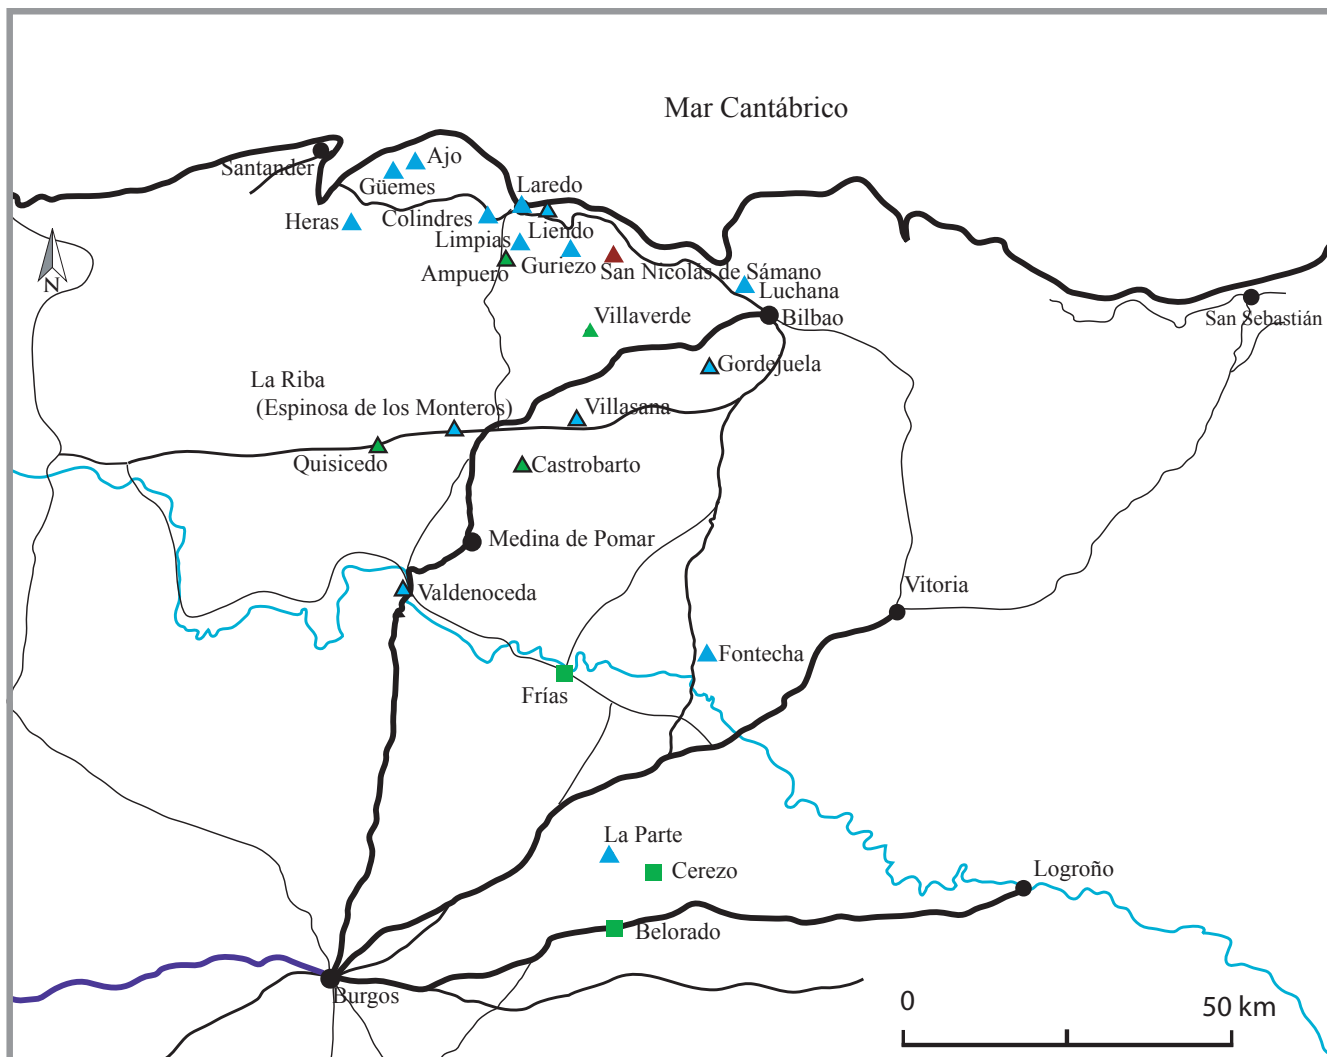 Mar Cantábrico
Santander
Ajo
Güemes
Laredo
Heras
Colindres
Liendo
Limpias
Guriezo
Ampuero
San Nicolás de Sámano
N
Luchana
Villaverde
Bilbao
San Sebastián
Gordejuela
La Riba
(Espinosa de los Monteros)
Villasana
Quisicedo
Castrobarto
Medina de Pomar
Valdenoceda
Vitoria
Fontecha
Frías
La Parte
Cerezo
Logroño
Belorado
Burgos
0
50 km